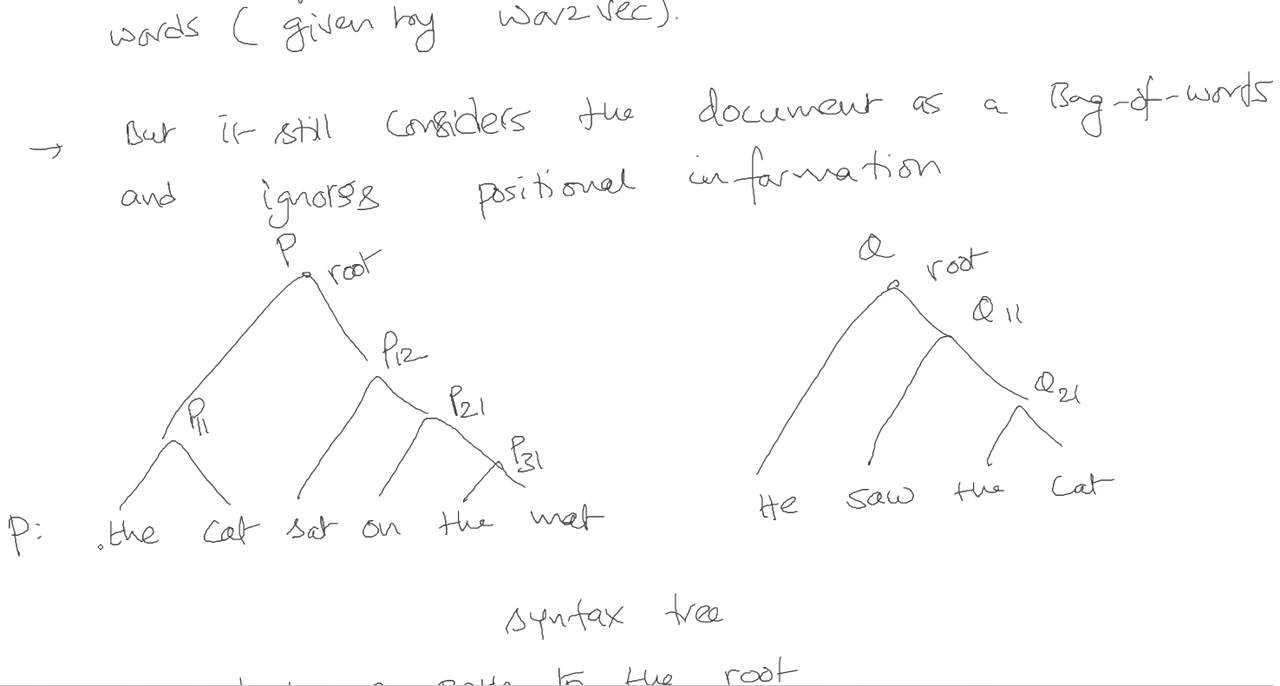 words ( given by wor2vec).
→ But it still considers the document as a Bag-of-words
and ignores positional information
P root Q root
Q11
P12
Q21
P21
P11
P31
He saw the cat
P: the cat sat on the mat
syntax tree
to the root